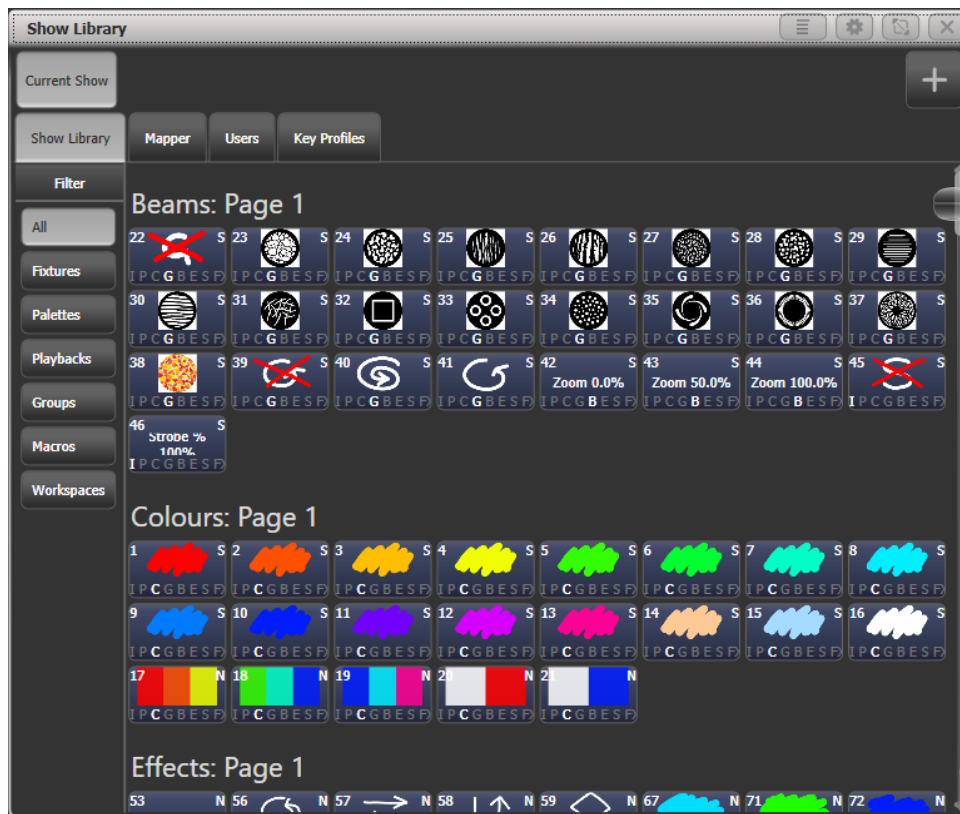 Show Library
Current Show
Show Library Mapper Users Key Profiles
Filter
All
Fixtures
Palettes
Playbacks
Groups
Macros
Workspaces
Beams: Page 1
22 S 23 S 24 S 25 S 26 S 27 S 28 S 29 S
IPCGBESF IPCGBESF IPCGBESF IPCGBESF IPCGBESF IPCGBESF IPCGBESF IPCGBESF
30 S 31 S 32 S 33 S 34 S 35 S 36 S 37 S
IPCGBESF IPCGBESF IPCGBESF IPCGBESF IPCGBESF IPCGBESF IPCGBESF IPCGBESF
38 S 39 S 40 S 41 S 42 S 43 S 44 S 45 S
Zoom 0.0% Zoom 50.0% Zoom 100.0%
IPCGBESF IPCGBESF IPCGBESF IPCGBESF IPCGBESF IPCGBESF IPCGBESF IPCGBESF
46 S
Strobe %
100%
IPCGBESF
Colours: Page 1
1 S 2 S 3 S 4 S 5 S 6 S 7 S 8 S
IPCGBESF IPCGBESF IPCGBESF IPCGBESF IPCGBESF IPCGBESF IPCGBESF IPCGBESF
9 S 10 S 11 S 12 S 13 S 14 S 15 S 16 S
IPCGBESF IPCGBESF IPCGBESF IPCGBESF IPCGBESF IPCGBESF IPCGBESF IPCGBESF
17 N 18 N 19 N 20 N 21 N
IPCGBESF IPCGBESF IPCGBESF IPCGBESF IPCGBESF
Effects: Page 1
53 N 56 N 57 N 58 N 59 N 67 N 71 N 72 N